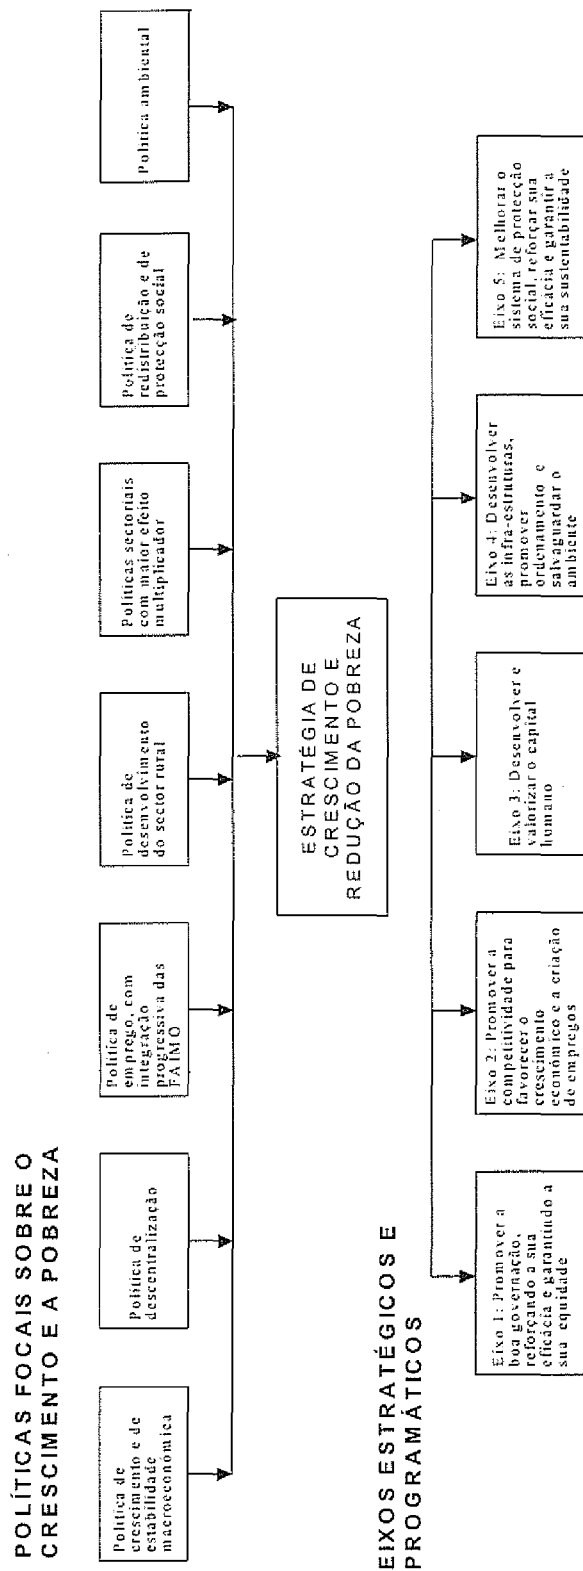 POLÍTICAS FOCAIS SOBRE O
CRESCIMENTO E A POBREZA
Política de
crescimento e de
estabilidade
macroeconómica
Política de
descentralização
Política de
emprego, com
integração
progressiva das
FAIMO
Política de
desenvolvimento
do sector rural
Políticas sectoriais
com maior efeito
multiplicador
Política de
redistribuição e de
protecção social
Política ambiental
ESTRATÉGIA DE
CRESCIMENTO E
REDUÇÃO DA POBREZA
EIXOS ESTRATÉGICOS E
PROGRAMÁTICOS
Eixo 1: Promover a
boa governação,
reforçando a sua
eficácia e garantindo a
sua equidade
Eixo 2: Promover a
competitividade para
favorecer o
crescimento
económico e a criação
de empregos
Eixo 3: Desenvolver e
valorizar o capital
humano
Eixo 4: Desenvolver
as infra-estruturas,
promover
ordenamento e
salvaguardar o
ambiente
Eixo 5: Melhorar o
sistema de protecção
social, reforçar sua
eficácia e garantir a
sua sustentabilidade